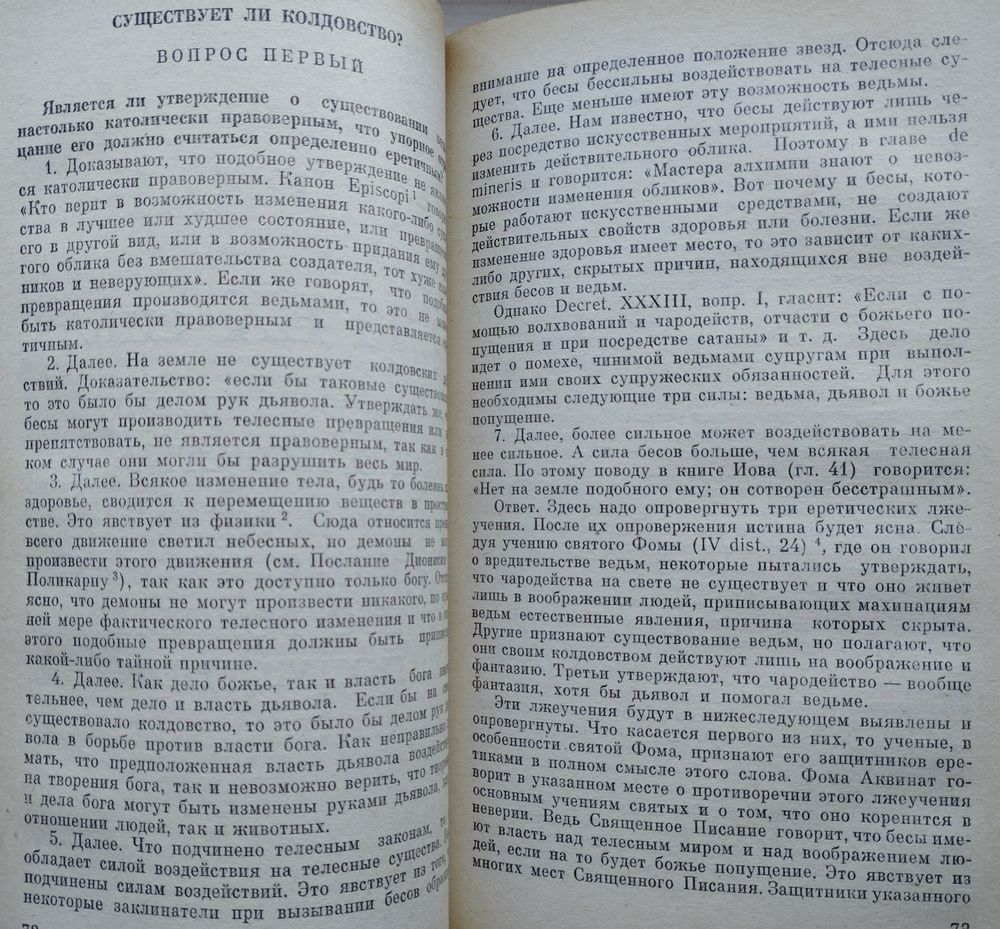 СУЩЕСТВУЕТ ЛИ КОЛДОВСТВО?
ВОПРОС ПЕРВЫЙ
Является ли утверждение о существовании
настолько католически правоверным, что упорное
цание его должно считаться определенно еретичным?
1. Доказывают, что подобное утверждение не
ся католически правоверным. Канон Episcopi¹
«Кто верит в возможность изменения какого-либо
ства в лучшее или худшее состояние, или
его в другой вид, или в возможность придания ему
гого облика без вмешательства создателя, тот хуже
ников и неверующих». Если же говорят, что
превращения производятся ведьмами, то это не
быть католически правоверным и представляется
тичным.
2. Далее. На земле не существует колдовских
ствий. Доказательство: «если бы таковые
то это было бы делом рук дьявола. Утверждать же,
бесы могут производить телесные превращения или
препятствовать, не является правоверным, так как в
ком случае они могли бы разрушить весь мир.
3. Далее. Всякое изменение тела, будь то болезнь
здоровье, сводится к перемещению веществ в
стве. Это явствует из физики². Сюда относится
всего движение светил небесных, но демоны не
произвести этого движения (см. Послание Дионисия
Поликарпу³), так как это доступно только богу.
ясно, что демоны не могут произвести никакого, по
ней мере фактического телесного изменения и что в
этого подобные превращения должны быть
какой-либо тайной причине.
4. Далее. Как дело божье, так и власть бога
тельнее, чем дело и власть дьявола. Если бы на
существовало колдовство, то это было бы делом рук
вола в борьбе против власти бога. Как неправильно
мать, что предположенная власть дьявола
на творения бога, так и невозможно верить, что
и дела бога могут быть изменены руками дьявола,
отношении людей, так и животных.
5. Далее. Что подчинено телесным законам,
обладает силой воздействия на телесные существа.
подчинены силам воздействий. Это явствует из того,
некоторые заклинатели при вызывании бесов
внимание на определенное положение звезд. Отсюда сле-
дует, что бесы бессильны воздействовать на телесные су-
щества. Еще меньше имеют эту возможность ведьмы.
6. Далее. Нам известно, что бесы действуют лишь че-
рез посредство искусственных мероприятий, а ими нельзя
изменить действительного облика. Поэтому в главе de
mineris и говорится: «Мастера алхимии знают о невоз-
можности изменения обликов». Вот почему и бесы, кото-
рые работают искусственными средствами, не создают
действительных свойств здоровья или болезни. Если же
изменение здоровья имеет место, то это зависит от каких-
либо других, скрытых причин, находящихся вне воздей-
ствия бесов и ведьм.
Однако Decret. XXXIII, вопр. I, гласит: «Если с по-
мощью волхвований и чародейств, отчасти с божьего по-
пущения и при посредстве сатаны» и т. д. Здесь дело
идет о помехе, чинимой ведьмами супругам при выпол-
нении ими своих супружеских обязанностей. Для этого
необходимы следующие три силы: ведьма, дьявол и божье
попущение.
7. Далее, более сильное может воздействовать на ме-
нее сильное. А сила бесов больше, чем всякая телесная
сила. По этому поводу в книге Иова (гл. 41) говорится:
«Нет на земле подобного ему; он сотворен бесстрашным».
Ответ. Здесь надо опровергнуть три еретических лже-
учения. После их опровержения истина будет ясна. Сле-
дуя учению святого Фомы (IV dist., 24) ⁴, где он говорил
о вредительстве ведьм, некоторые пытались утверждать,
что чародейства на свете не существует и что оно живет
лишь в воображении людей, приписывающих махинациям
ведьм естественные явления, причина которых скрыта.
Другие признают существование ведьм, но полагают, что
они своим колдовством действуют лишь на воображение и
фантазию. Третьи утверждают, что чародейство — вообще
фантазия, хотя бы дьявол и помогал ведьме.
Эти лжеучения будут в нижеследующем выявлены и
опровергнуты. Что касается первого из них, то ученые, в
особенности святой Фома, признают его защитников ере-
тиками в полном смысле этого слова. Фома Аквинат го-
ворит в указанном месте о противоречии этого лжеучения
основным учениям святых и о том, что оно коренится в
неверии. Ведь Священное Писание говорит, что бесы име-
ют власть над телесным миром и над воображением лю-
дей, если на то будет божье попущение. Это явствует из
многих мест Священного Писания. Защитники указанного